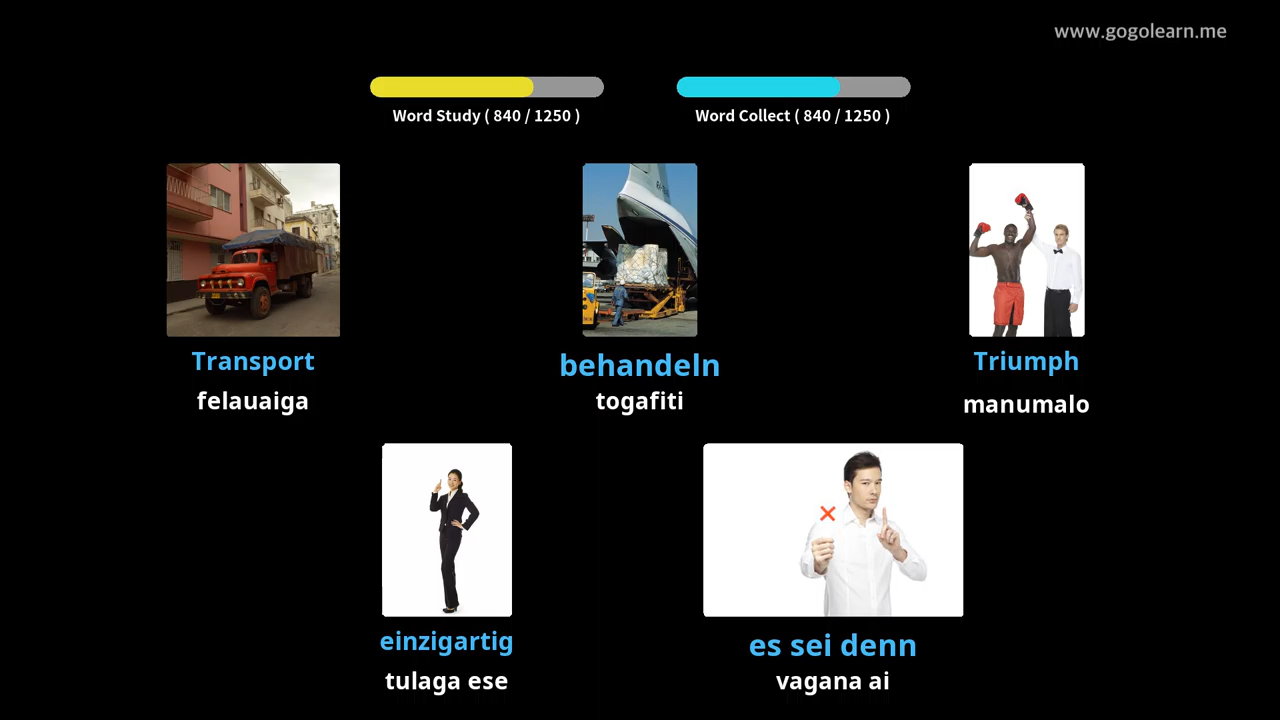 www.gogolearn.me
Word Study ( 840 / 1250 )
Word Collect ( 840 / 1250 )
Transport
felauaiga
behandeln
togafiti
Triumph
manumalo
einzigartig
tulaga ese
es sei denn
vagana ai